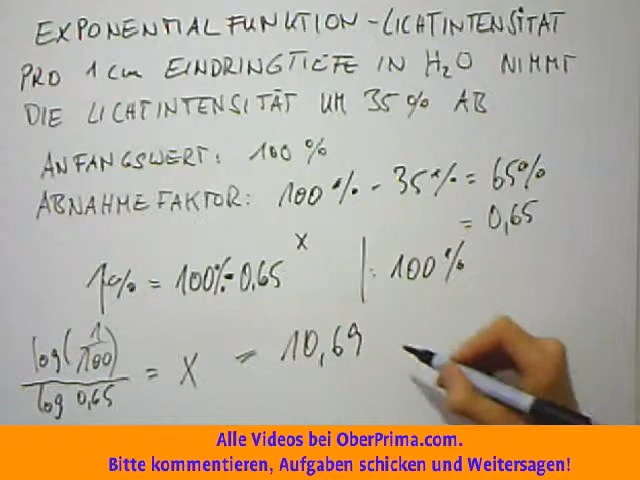 EXPONENTIALFUNKTION - LICHTINTENSITÄT
PRO 1cm EINDRINGTIEFE IN H₂O NIMMT
DIE LICHTINTENSITÄT UM 35% AB
ANFANGSWERT: 100%
ABNAHMEFAKTOR: 100% - 35% = 65%
= 0,65
1% = 100% · 0,65^x | : 100%
log(1/100) / log 0,65 = x = 10,69
Alle Videos bei OberPrima.com.
Bitte kommentieren, Aufgaben schicken und Weitersagen!